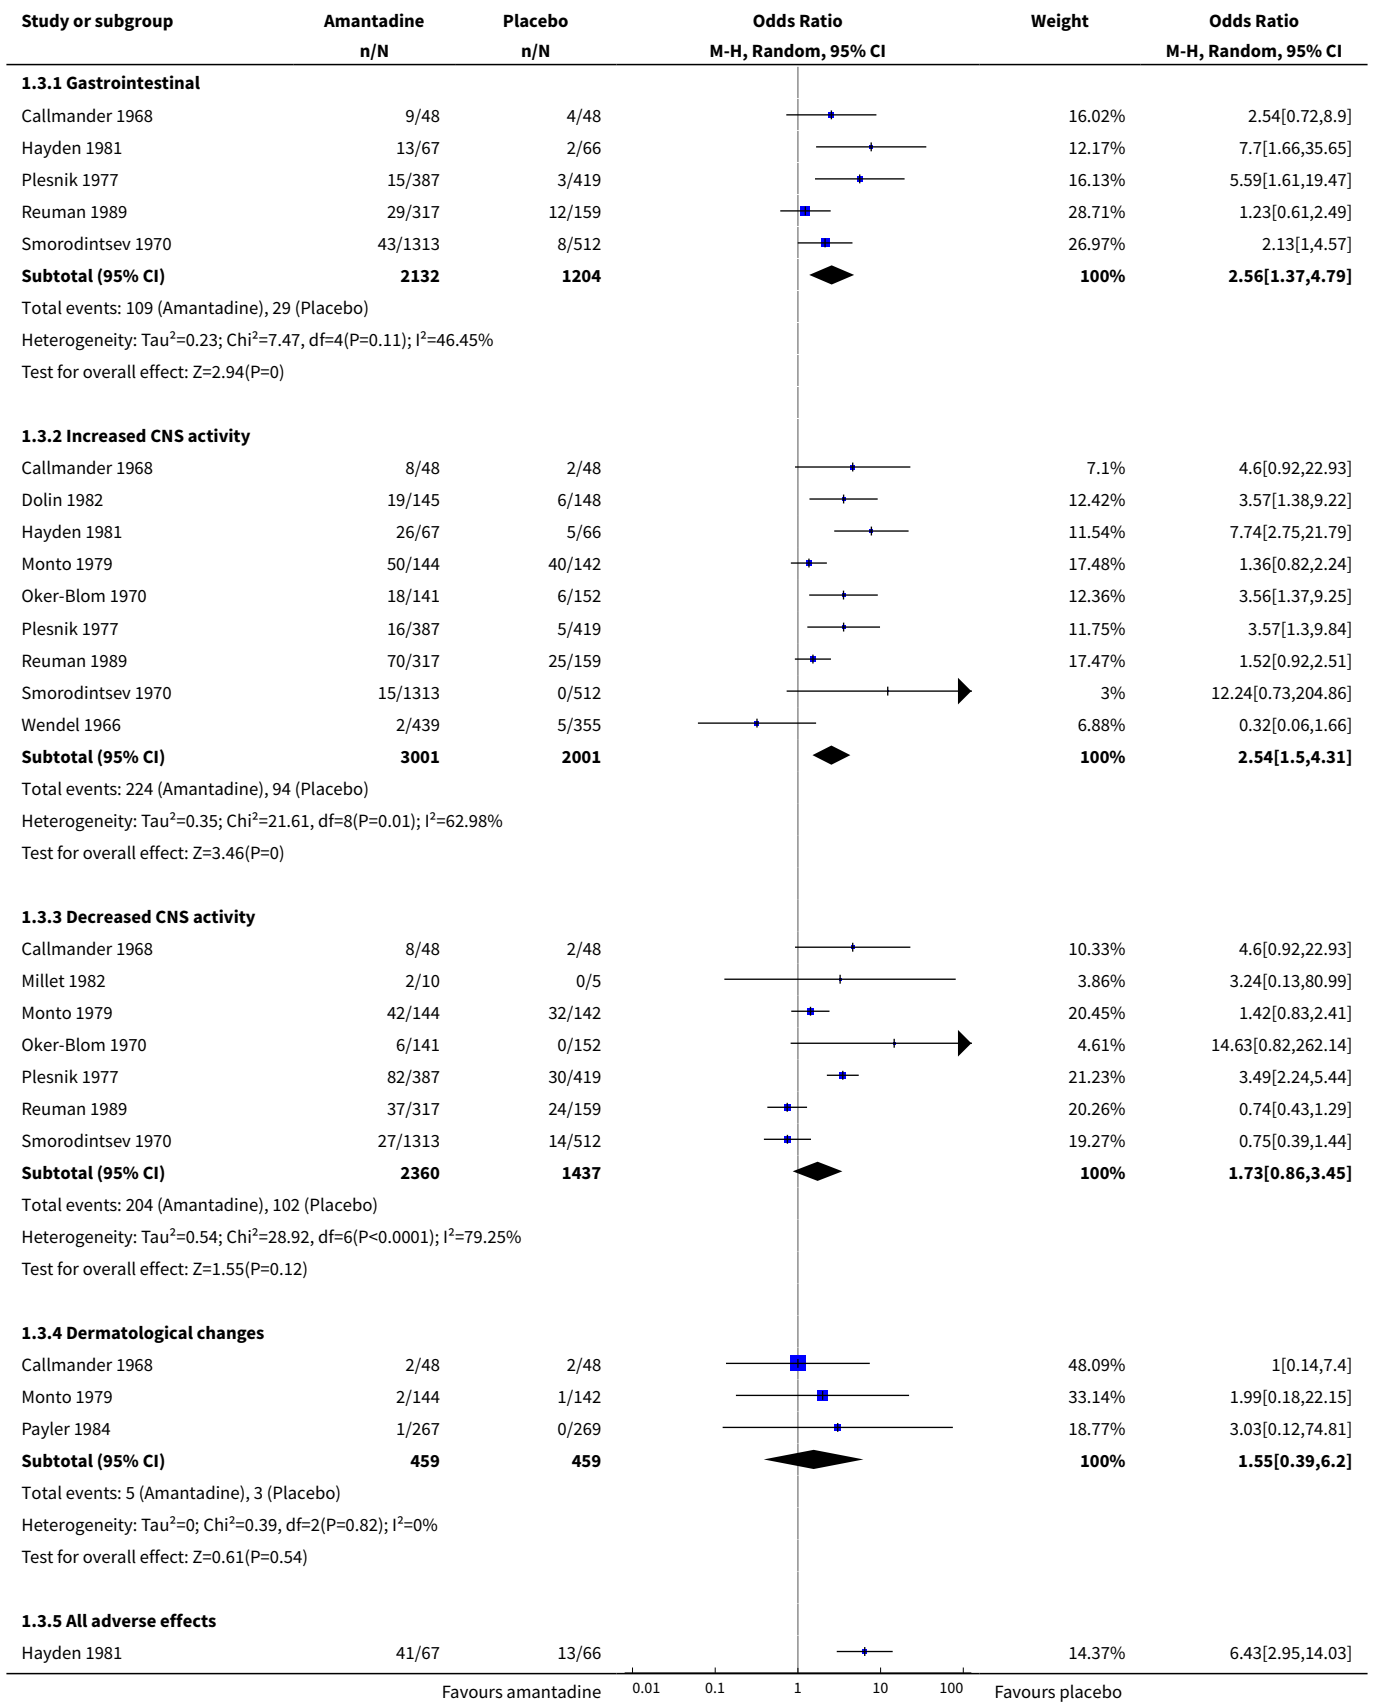 Study or subgroup Amantadine Placebo Odds Ratio Weight Odds Ratio
n/N n/N M-H, Random, 95% CI M-H, Random, 95% CI
1.3.1 Gastrointestinal
Callmander 1968 9/48 4/48 16.02% 2.54[0.72,8.9]
Hayden 1981 13/67 2/66 12.17% 7.7[1.66,35.65]
Plesnik 1977 15/387 3/419 16.13% 5.59[1.61,19.47]
Reuman 1989 29/317 12/159 28.71% 1.23[0.61,2.49]
Smorodintsev 1970 43/1313 8/512 26.97% 2.13[1,4.57]
Subtotal (95% CI) 2132 1204 100% 2.56[1.37,4.79]
Total events: 109 (Amantadine), 29 (Placebo)
Heterogeneity: Tau²=0.23; Chi²=7.47, df=4(P=0.11); I²=46.45%
Test for overall effect: Z=2.94(P=0)
1.3.2 Increased CNS activity
Callmander 1968 8/48 2/48 7.1% 4.6[0.92,22.93]
Dolin 1982 19/145 6/148 12.42% 3.57[1.38,9.22]
Hayden 1981 26/67 5/66 11.54% 7.74[2.75,21.79]
Monto 1979 50/144 40/142 17.48% 1.36[0.82,2.24]
Oker-Blom 1970 18/141 6/152 12.36% 3.56[1.37,9.25]
Plesnik 1977 16/387 5/419 11.75% 3.57[1.3,9.84]
Reuman 1989 70/317 25/159 17.47% 1.52[0.92,2.51]
Smorodintsev 1970 15/1313 0/512 3% 12.24[0.73,204.86]
Wendel 1966 2/439 5/355 6.88% 0.32[0.06,1.66]
Subtotal (95% CI) 3001 2001 100% 2.54[1.5,4.31]
Total events: 224 (Amantadine), 94 (Placebo)
Heterogeneity: Tau²=0.35; Chi²=21.61, df=8(P=0.01); I²=62.98%
Test for overall effect: Z=3.46(P=0)
1.3.3 Decreased CNS activity
Callmander 1968 8/48 2/48 10.33% 4.6[0.92,22.93]
Millet 1982 2/10 0/5 3.86% 3.24[0.13,80.99]
Monto 1979 42/144 32/142 20.45% 1.42[0.83,2.41]
Oker-Blom 1970 6/141 0/152 4.61% 14.63[0.82,262.14]
Plesnik 1977 82/387 30/419 21.23% 3.49[2.24,5.44]
Reuman 1989 37/317 24/159 20.26% 0.74[0.43,1.29]
Smorodintsev 1970 27/1313 14/512 19.27% 0.75[0.39,1.44]
Subtotal (95% CI) 2360 1437 100% 1.73[0.86,3.45]
Total events: 204 (Amantadine), 102 (Placebo)
Heterogeneity: Tau²=0.54; Chi²=28.92, df=6(P<0.0001); I²=79.25%
Test for overall effect: Z=1.55(P=0.12)
1.3.4 Dermatological changes
Callmander 1968 2/48 2/48 48.09% 1[0.14,7.4]
Monto 1979 2/144 1/142 33.14% 1.99[0.18,22.15]
Payler 1984 1/267 0/269 18.77% 3.03[0.12,74.81]
Subtotal (95% CI) 459 459 100% 1.55[0.39,6.2]
Total events: 5 (Amantadine), 3 (Placebo)
Heterogeneity: Tau²=0; Chi²=0.39, df=2(P=0.82); I²=0%
Test for overall effect: Z=0.61(P=0.54)
1.3.5 All adverse effects
Hayden 1981 41/67 13/66 14.37% 6.43[2.95,14.03]
Favours amantadine 0.01 0.1 1 10 100 Favours placebo